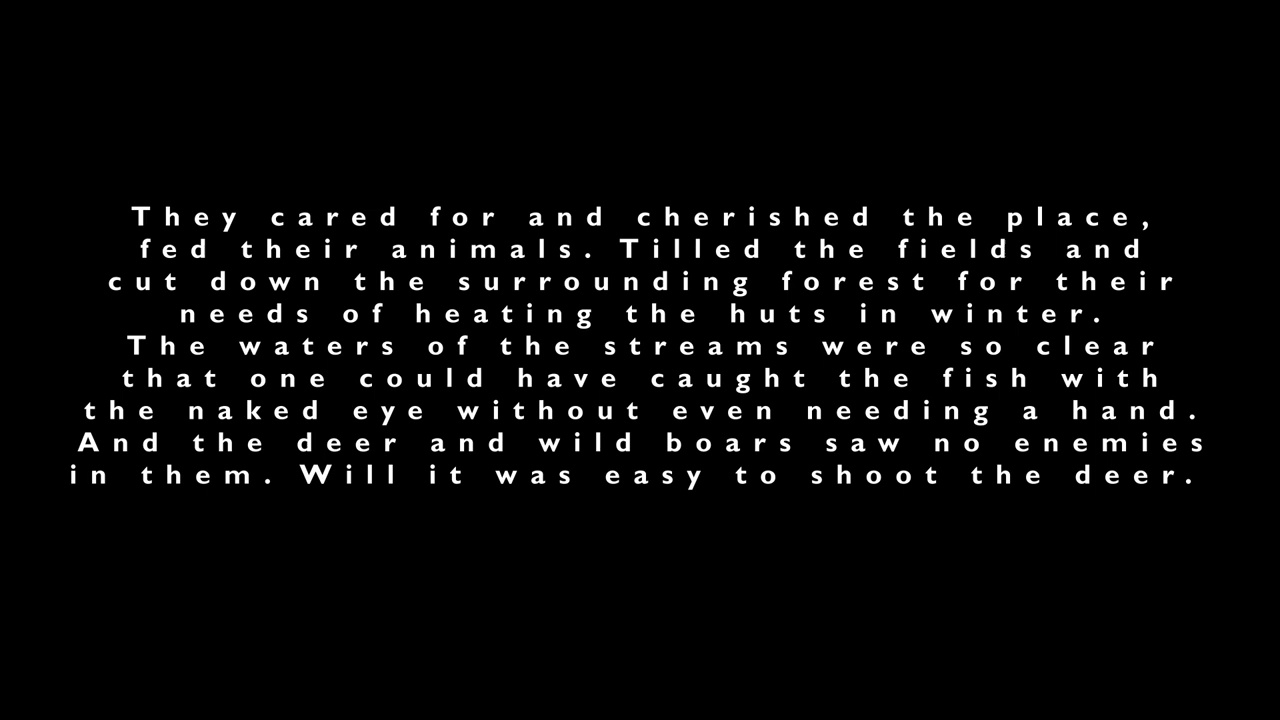 They cared for and cherished the place,
fed their animals. Tilled the fields and
cut down the surrounding forest for their
needs of heating the huts in winter.
The waters of the streams were so clear
that one could have caught the fish with
the naked eye without even needing a hand.
And the deer and wild boars saw no enemies
in them. Will it was easy to shoot the deer.